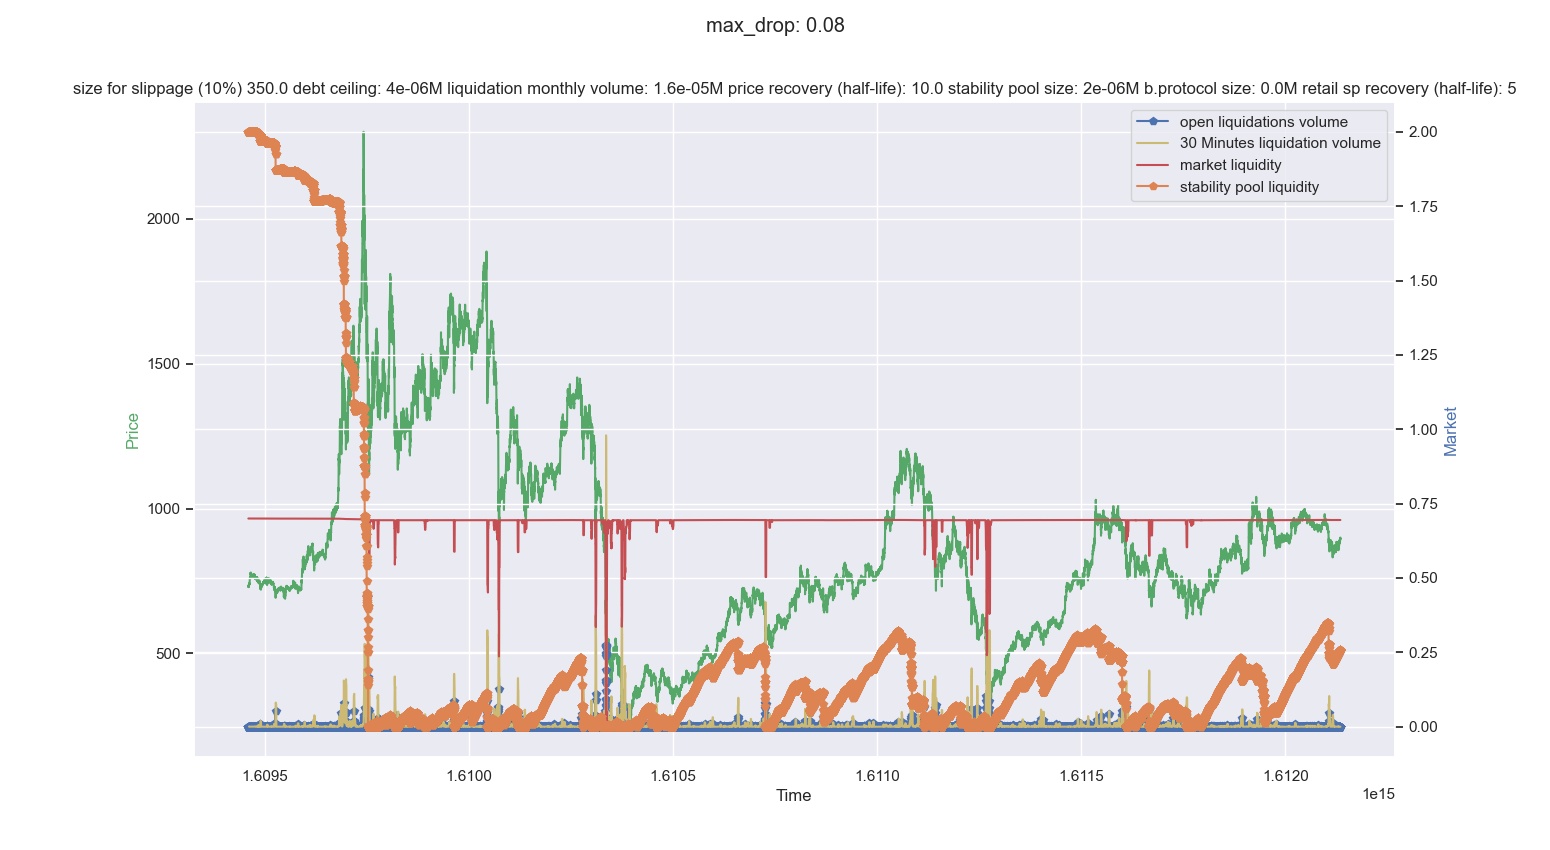 max_drop: 0.08
size for slippage (10%) 350.0 debt ceiling: 4e-06M liquidation monthly volume: 1.6e-05M price recovery (half-life): 10.0 stability pool size: 2e-06M b.protocol size: 0.0M retail sp recovery (half-life): 5
open liquidations volume
30 Minutes liquidation volume
market liquidity
stability pool liquidity
2000
1500
1000
500
Price
2.00
1.75
1.50
1.25
1.00
0.75
0.50
0.25
0.00
Market
1.6095
1.6100
1.6105
1.6110
1.6115
1.6120
Time
1e15